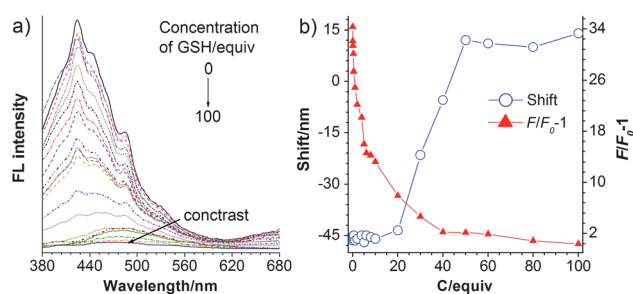 a)
Concentration
of GSH/equiv
0
100
conctrast
FL intensity
380 440 500 560 620 680
Wavelength/nm
b)
15
0
-15
-30
-45
Shift/nm
Shift
F/F0-1
34
26
18
10
2
F/F0-1
0 20 40 60 80 100
C/equiv